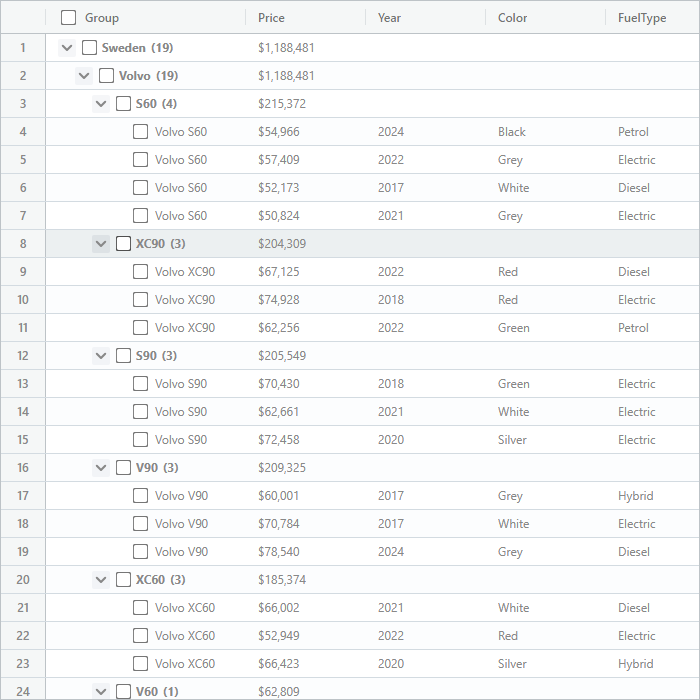 Group Price Year Color FuelType
1 Sweden (19) $1,188,481
2 Volvo (19) $1,188,481
3 S60 (4) $215,372
4 Volvo S60 $54,966 2024 Black Petrol
5 Volvo S60 $57,409 2022 Grey Electric
6 Volvo S60 $52,173 2017 White Diesel
7 Volvo S60 $50,824 2021 Grey Electric
8 XC90 (3) $204,309
9 Volvo XC90 $67,125 2022 Red Diesel
10 Volvo XC90 $74,928 2018 Red Electric
11 Volvo XC90 $62,256 2022 Green Petrol
12 S90 (3) $205,549
13 Volvo S90 $70,430 2018 Green Electric
14 Volvo S90 $62,661 2021 White Electric
15 Volvo S90 $72,458 2020 Silver Electric
16 V90 (3) $209,325
17 Volvo V90 $60,001 2017 Grey Hybrid
18 Volvo V90 $70,784 2017 White Electric
19 Volvo V90 $78,540 2024 Grey Diesel
20 XC60 (3) $185,374
21 Volvo XC60 $66,002 2021 White Diesel
22 Volvo XC60 $52,949 2022 Red Electric
23 Volvo XC60 $66,423 2020 Silver Hybrid
24 V60 (1) $62,809